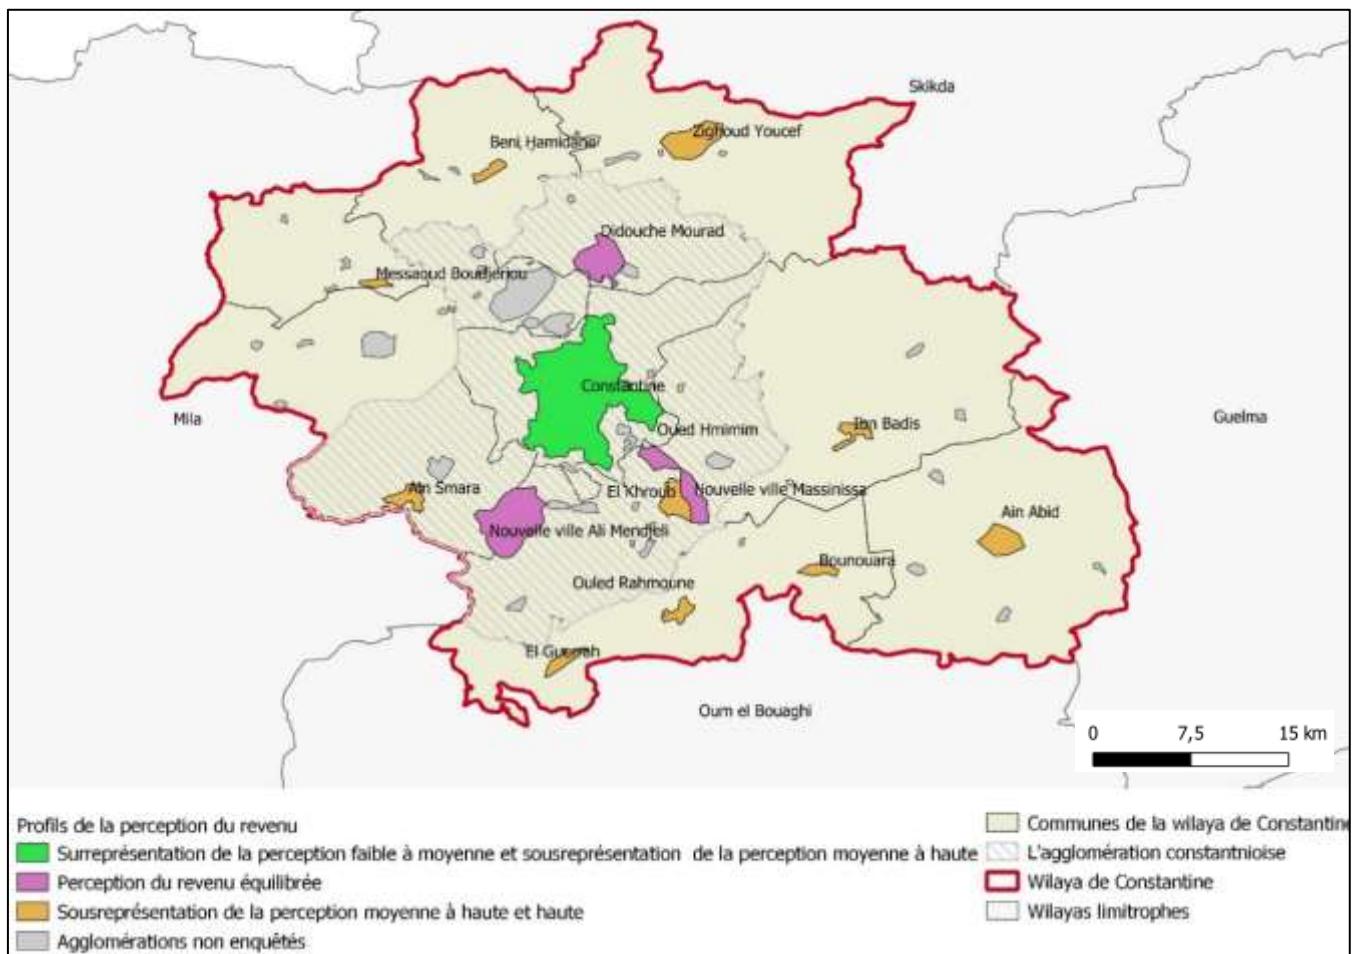 Skikda
Zighoud Youcef
Beni Hamidane
Didouche Mourad
Messaoud Boudjeriou
Constantine
Mila
Guelma
Ibn Badis
Oued Hmimim
Ain Smara
El Khroub
Nouvelle ville Massinissa
Ain Abid
Nouvelle ville Ali Mendjeli
Bounouara
Ouled Rahmoune
El Guerrah
Oum el Bouaghi
0 7,5 15 km
Profils de la perception du revenu
Surreprésentation de la perception faible à moyenne et sousreprésentation de la perception moyenne à haute
Perception du revenu équilibrée
Sousreprésentation de la perception moyenne à haute et haute
Agglomérations non enquêtés
Communes de la wilaya de Constantine
L'agglomération constantnioise
Wilaya de Constantine
Wilayas limitrophes